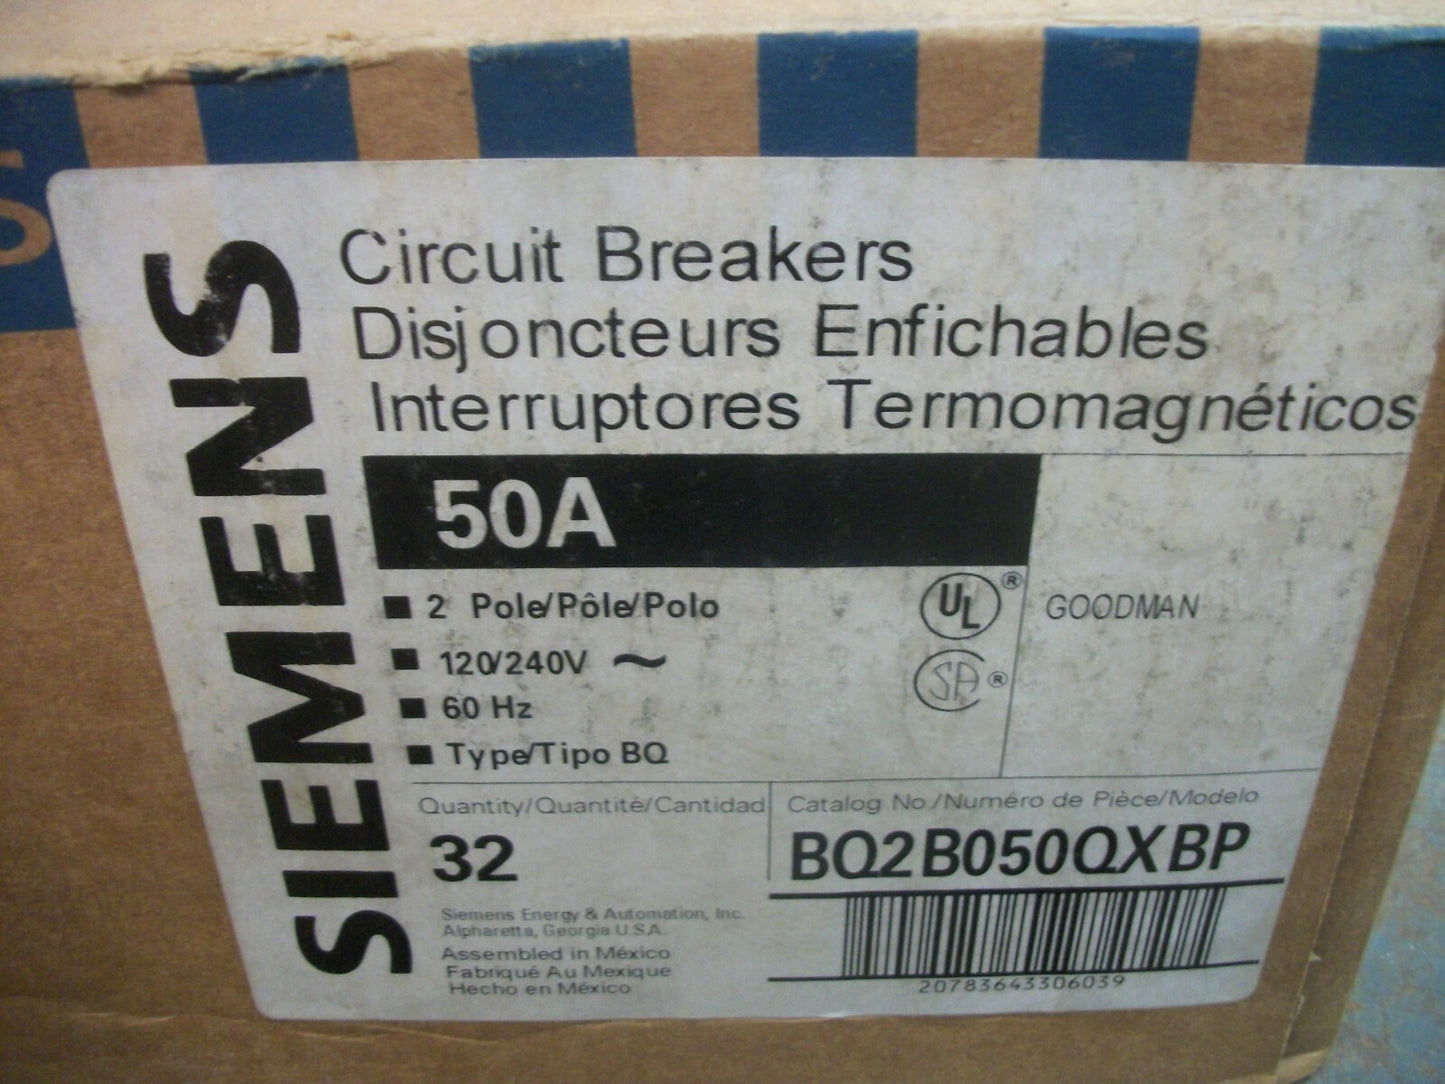 S
SIEMENS
Circuit Breakers
Disjoncteurs Enfichables
Interruptores Termomagnéticos
50A
2 Pole/Pôle/Polo
120/240V ~
60 Hz
Type/Tipo BQ
UL ®
SA ®
GOODMAN
Quantity/Quantité/Cantidad
32
Catalog No./Numéro de Pièce/Modelo
BQ2B050QXBP
20783643306039
Siemens Energy & Automation, Inc.
Alpharetta, Georgia U.S.A.
Assembled in México
Fabriqué Au Mexique
Hecho en México